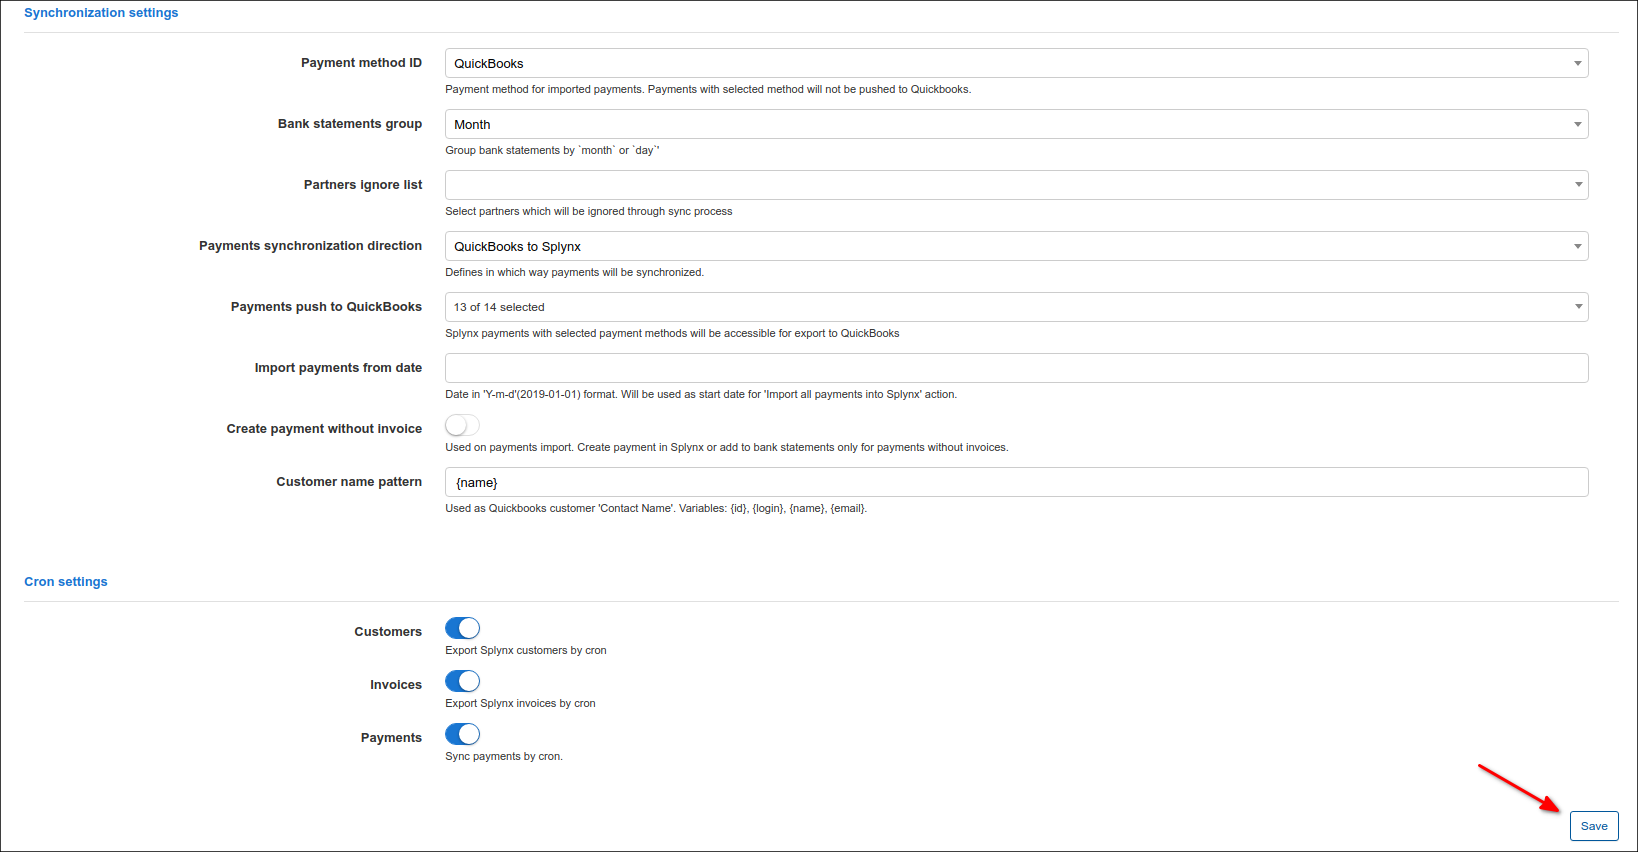 Synchronization settings
Payment method ID
QuickBooks
Payment method for imported payments. Payments with selected method will not be pushed to Quickbooks.
Bank statements group
Month
Group bank statements by `month` or `day`'
Partners ignore list
Select partners which will be ignored through sync process
Payments synchronization direction
QuickBooks to Splynx
Defines in which way payments will be synchronized.
Payments push to QuickBooks
13 of 14 selected
Splynx payments with selected payment methods will be accessible for export to QuickBooks
Import payments from date
Date in 'Y-m-d'(2019-01-01) format. Will be used as start date for 'Import all payments into Splynx' action.
Create payment without invoice
Used on payments import. Create payment in Splynx or add to bank statements only for payments without invoices.
Customer name pattern
{name}
Used as Quickbooks customer 'Contact Name'. Variables: {id}, {login}, {name}, {email}.
Cron settings
Customers
Export Splynx customers by cron
Invoices
Export Splynx invoices by cron
Payments
Sync payments by cron.
Save